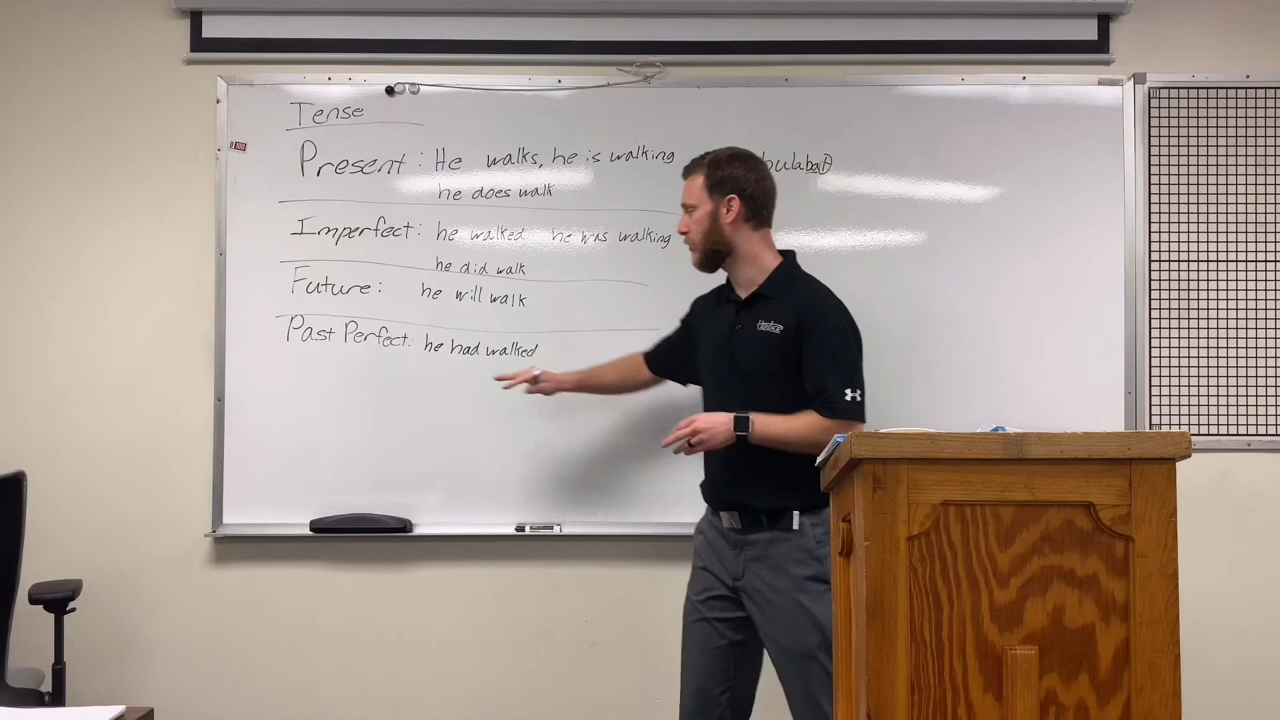 Tense
Present: He walks, he is walking
he does walk
Imperfect: he walked he was walking
he did walk
Future: he will walk
Past Perfect: he had walked